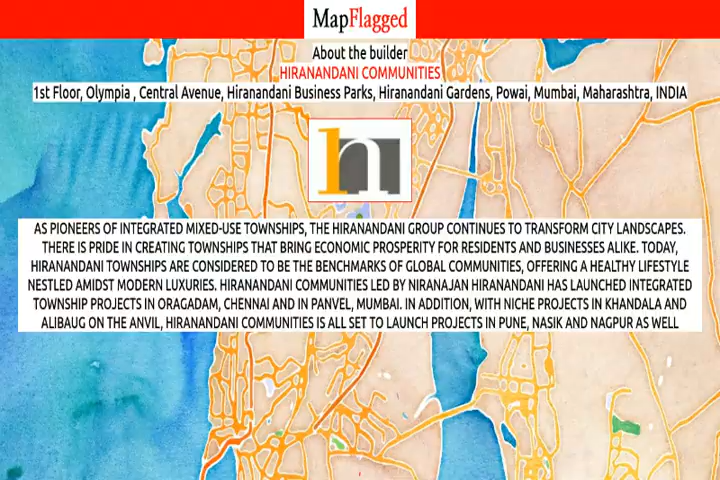 MapFlagged
About the builder
HIRANANDANI COMMUNITIES
1st Floor, Olympia , Central Avenue, Hiranandani Business Parks, Hiranandani Gardens, Powai, Mumbai, Maharashtra, INDIA
hn
AS PIONEERS OF INTEGRATED MIXED-USE TOWNSHIPS, THE HIRANANDANI GROUP CONTINUES TO TRANSFORM CITY LANDSCAPES.
THERE IS PRIDE IN CREATING TOWNSHIPS THAT BRING ECONOMIC PROSPERITY FOR RESIDENTS AND BUSINESSES ALIKE. TODAY,
HIRANANDANI TOWNSHIPS ARE CONSIDERED TO BE THE BENCHMARKS OF GLOBAL COMMUNITIES, OFFERING A HEALTHY LIFESTYLE
NESTLED AMIDST MODERN LUXURIES. HIRANANDANI COMMUNITIES LED BY NIRANAJAN HIRANANDANI HAS LAUNCHED INTEGRATED
TOWNSHIP PROJECTS IN ORAGADAM, CHENNAI AND IN PANVEL, MUMBAI. IN ADDITION, WITH NICHE PROJECTS IN KHANDALA AND
ALIBAUG ON THE ANVIL, HIRANANDANI COMMUNITIES IS ALL SET TO LAUNCH PROJECTS IN PUNE, NASIK AND NAGPUR AS WELL